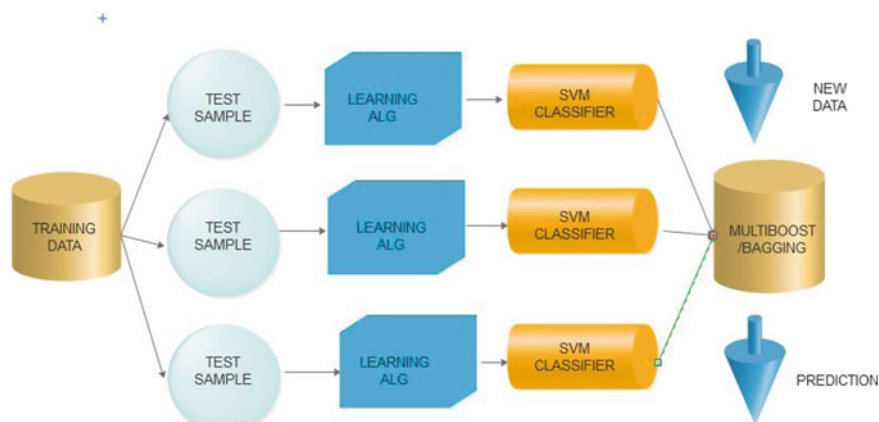 TRAINING
DATA
TEST
SAMPLE
LEARNING
ALG
SVM
CLASSIFIER
TEST
SAMPLE
LEARNING
ALG
SVM
CLASSIFIER
TEST
SAMPLE
LEARNING
ALG
SVM
CLASSIFIER
NEW
DATA
MULTIBOOST
/BAGGING
PREDICTION